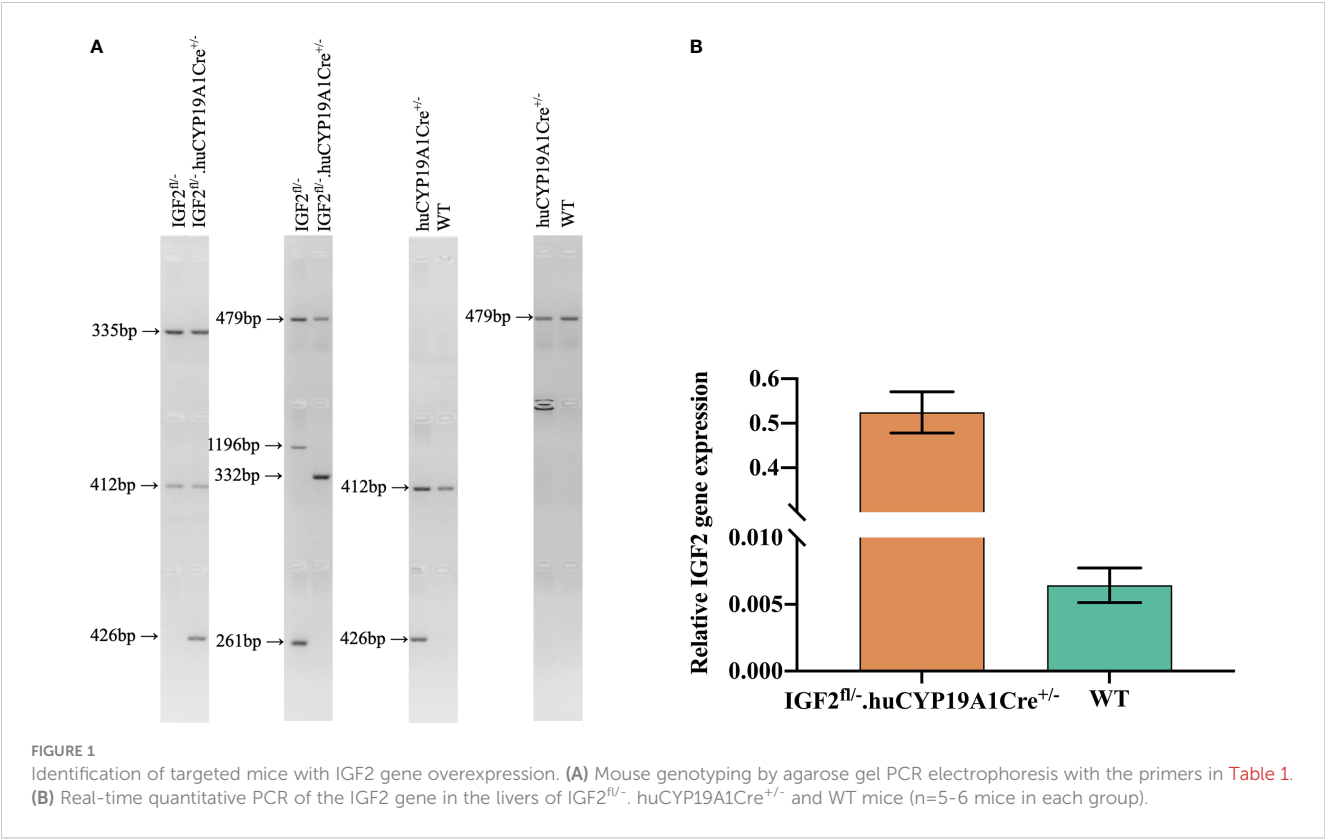 A
B
IGF2fl/-
IGF2fl/-.huCYP19A1Cre+/-
IGF2fl/-
IGF2fl/-.huCYP19A1Cre+/-
huCYP19A1Cre+/-
WT
huCYP19A1Cre+/-
WT
335bp →
412bp →
426bp →
479bp →
1196bp →
332bp →
261bp →
412bp →
426bp →
479bp →
Relative IGF2 gene expression
0.6
0.5
0.4
0.010
0.005
0.000
IGF2fl/-.huCYP19A1Cre+/-
WT
FIGURE 1
Identification of targeted mice with IGF2 gene overexpression. (A) Mouse genotyping by agarose gel PCR electrophoresis with the primers in Table 1.
(B) Real-time quantitative PCR of the IGF2 gene in the livers of IGF2fl/-. huCYP19A1Cre+/- and WT mice (n=5-6 mice in each group).